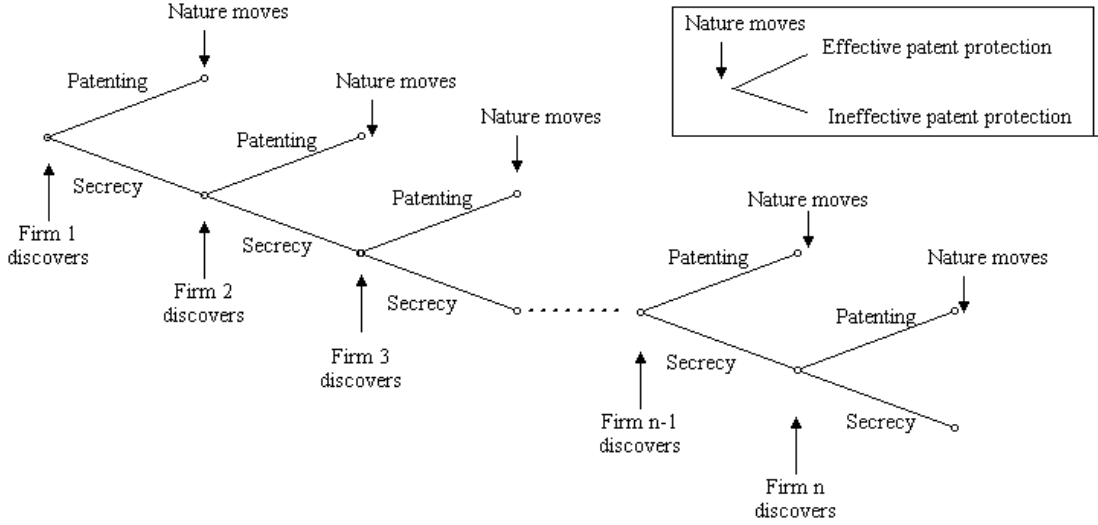 Nature moves
Nature moves
Effective patent protection
Patenting
Nature moves
Nature moves
Ineffective patent protection
Patenting
Secrecy
Patenting
Nature moves
Firm 1
discovers
Secrecy
Patenting
Nature moves
Firm 2
discovers
Secrecy
Patenting
Firm 3
discovers
Secrecy
Firm n-1
discovers
Secrecy
Firm n
discovers